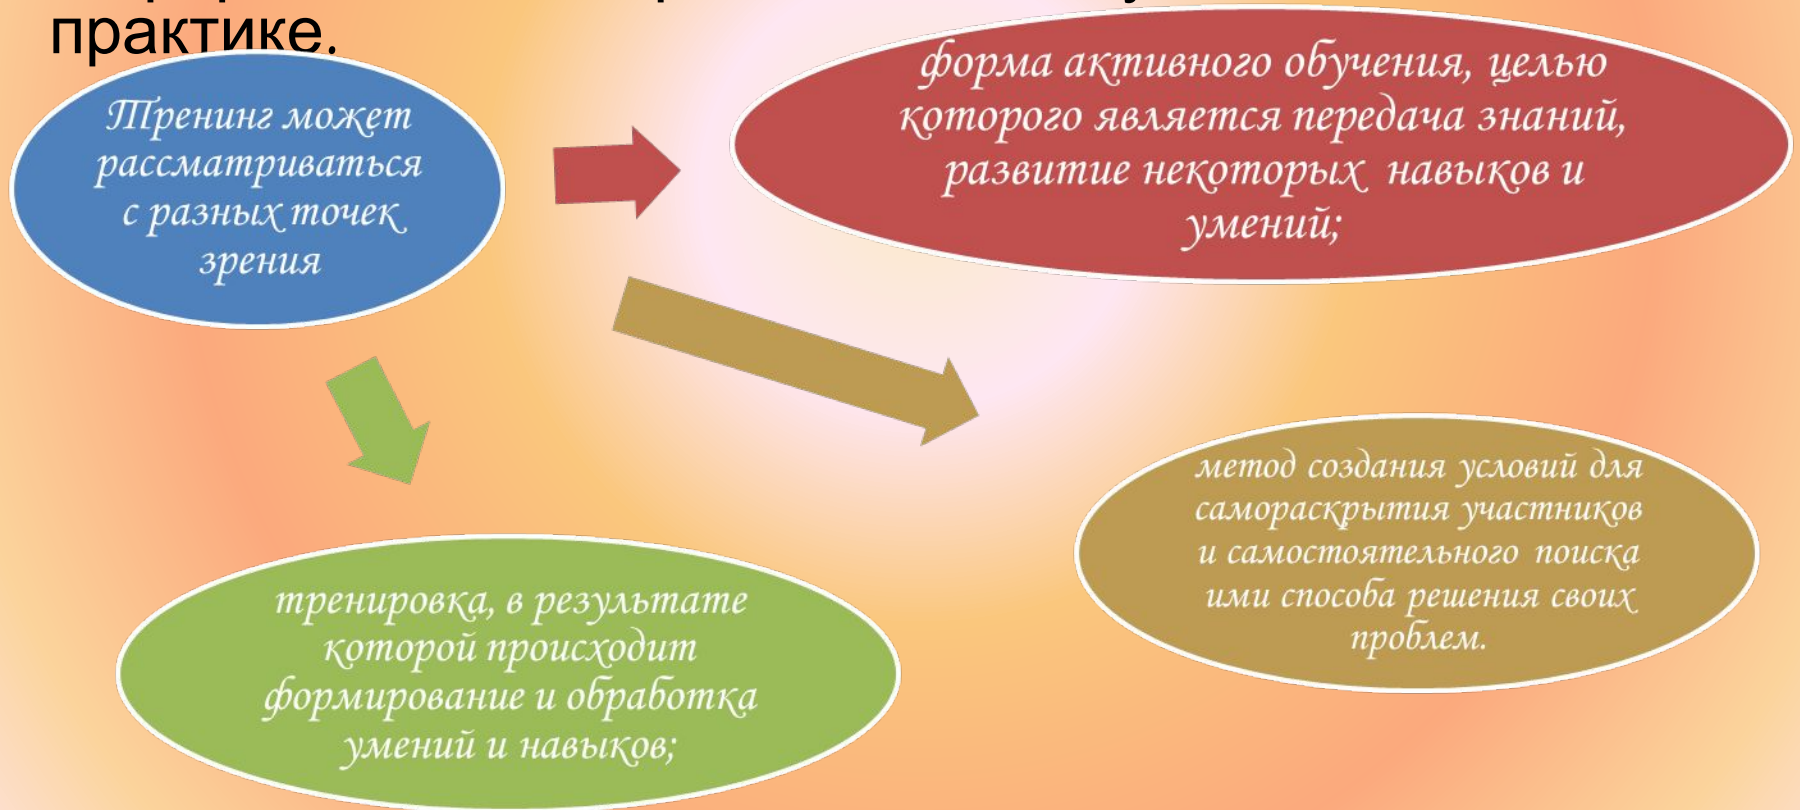 практике.
Тренинг может
рассматриваться
с разных точек
зрения
форма активного обучения, целью
которого является передача знаний,
развитие некоторых навыков и
умений;
метод создания условий для
самораскрытия участников
и самостоятельного поиска
ими способа решения своих
проблем.
тренировка, в результате
которой происходит
формирование и обработка
умений и навыков;